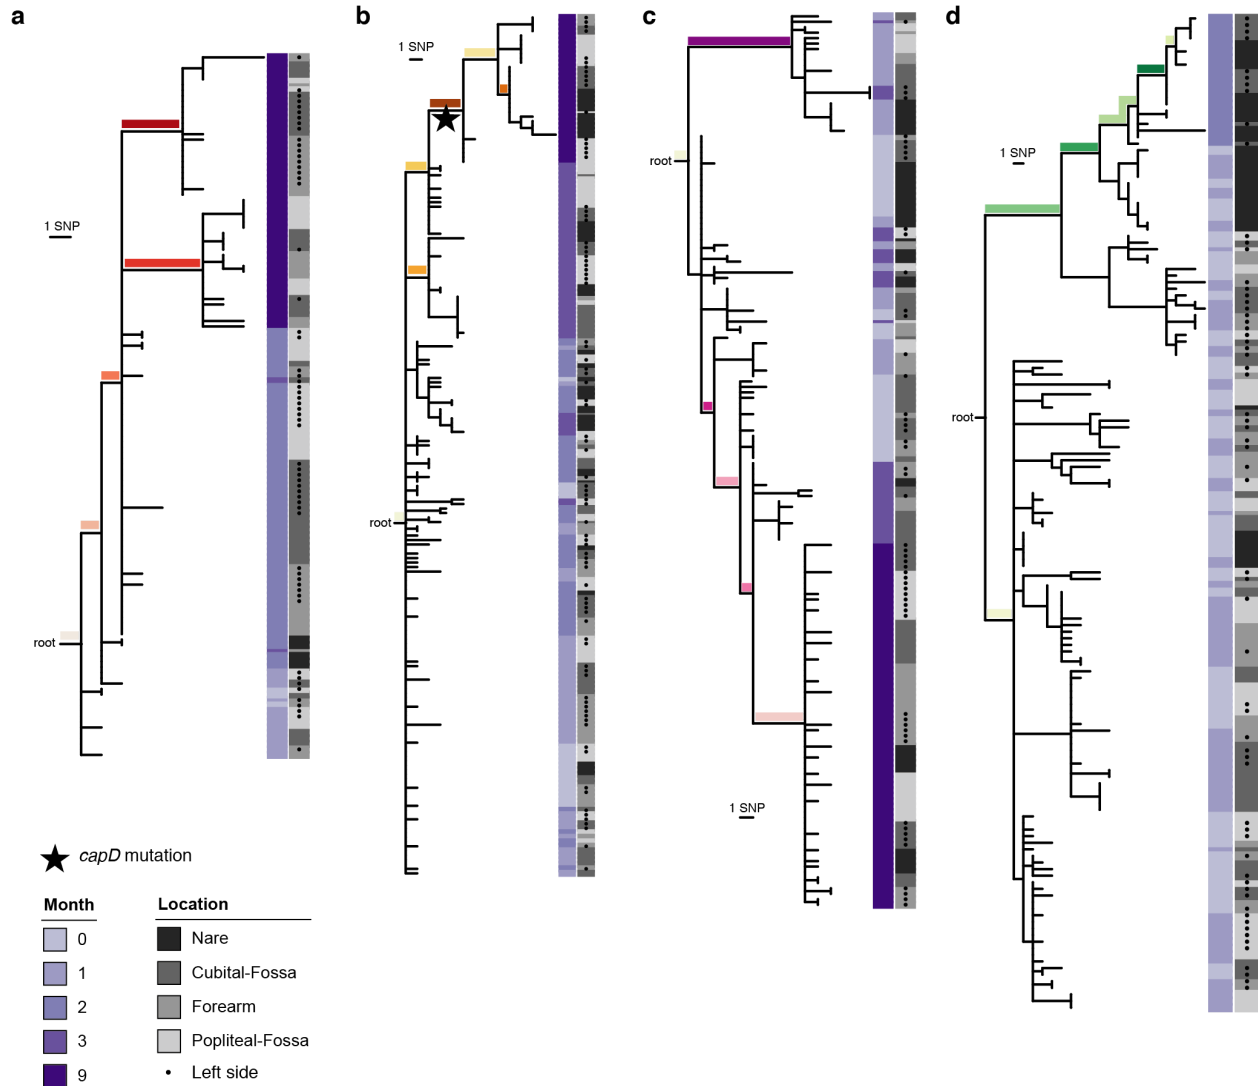 a
b
c
d
1 SNP
1 SNP
1 SNP
1 SNP
root
root
root
root
capD mutation
Month
0
1
2
3
9
Location
Nare
Cubital-Fossa
Forearm
Popliteal-Fossa
Left side